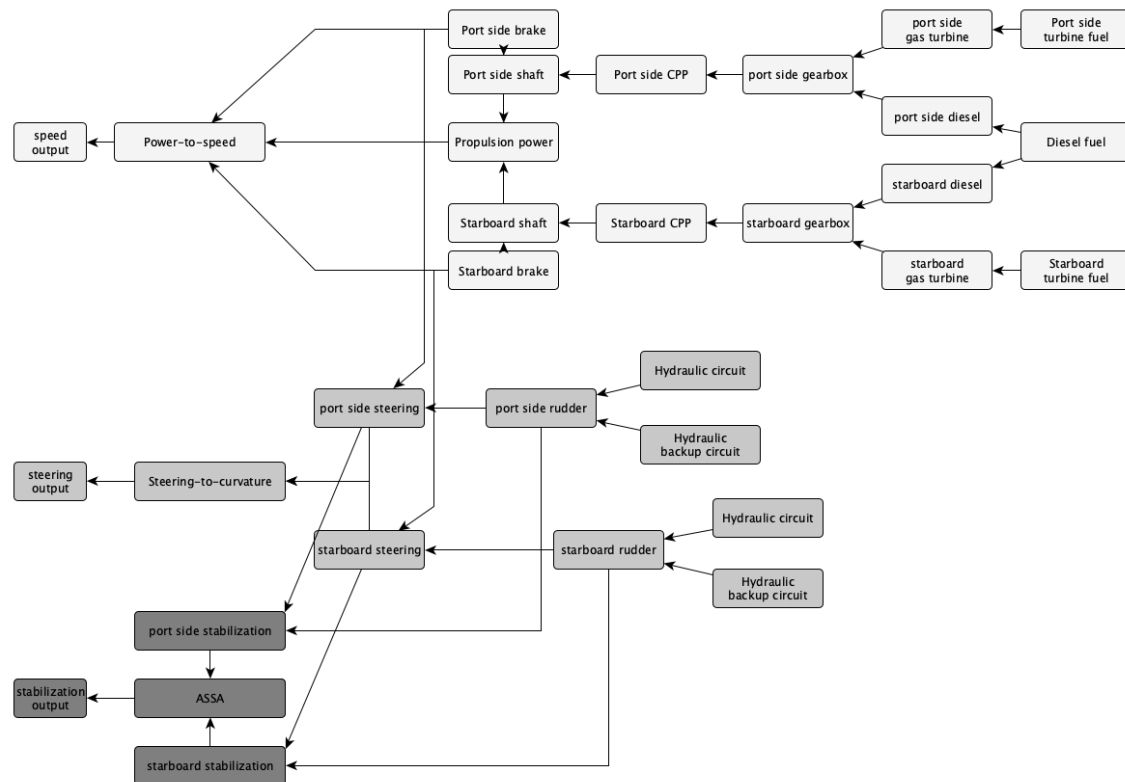 Port side brake
port side
gas turbine
Port side
turbine fuel
Port side shaft
Port side CPP
port side gearbox
port side diesel
speed
output
Power-to-speed
Propulsion power
Diesel fuel
starboard diesel
Starboard shaft
Starboard CPP
starboard gearbox
Starboard brake
starboard
gas turbine
Starboard
turbine fuel
Hydraulic circuit
port side steering
port side rudder
Hydraulic
backup circuit
steering
output
Steering-to-curvature
Hydraulic circuit
starboard steering
starboard rudder
Hydraulic
backup circuit
port side stabilization
stabilization
output
ASSA
starboard stabilization